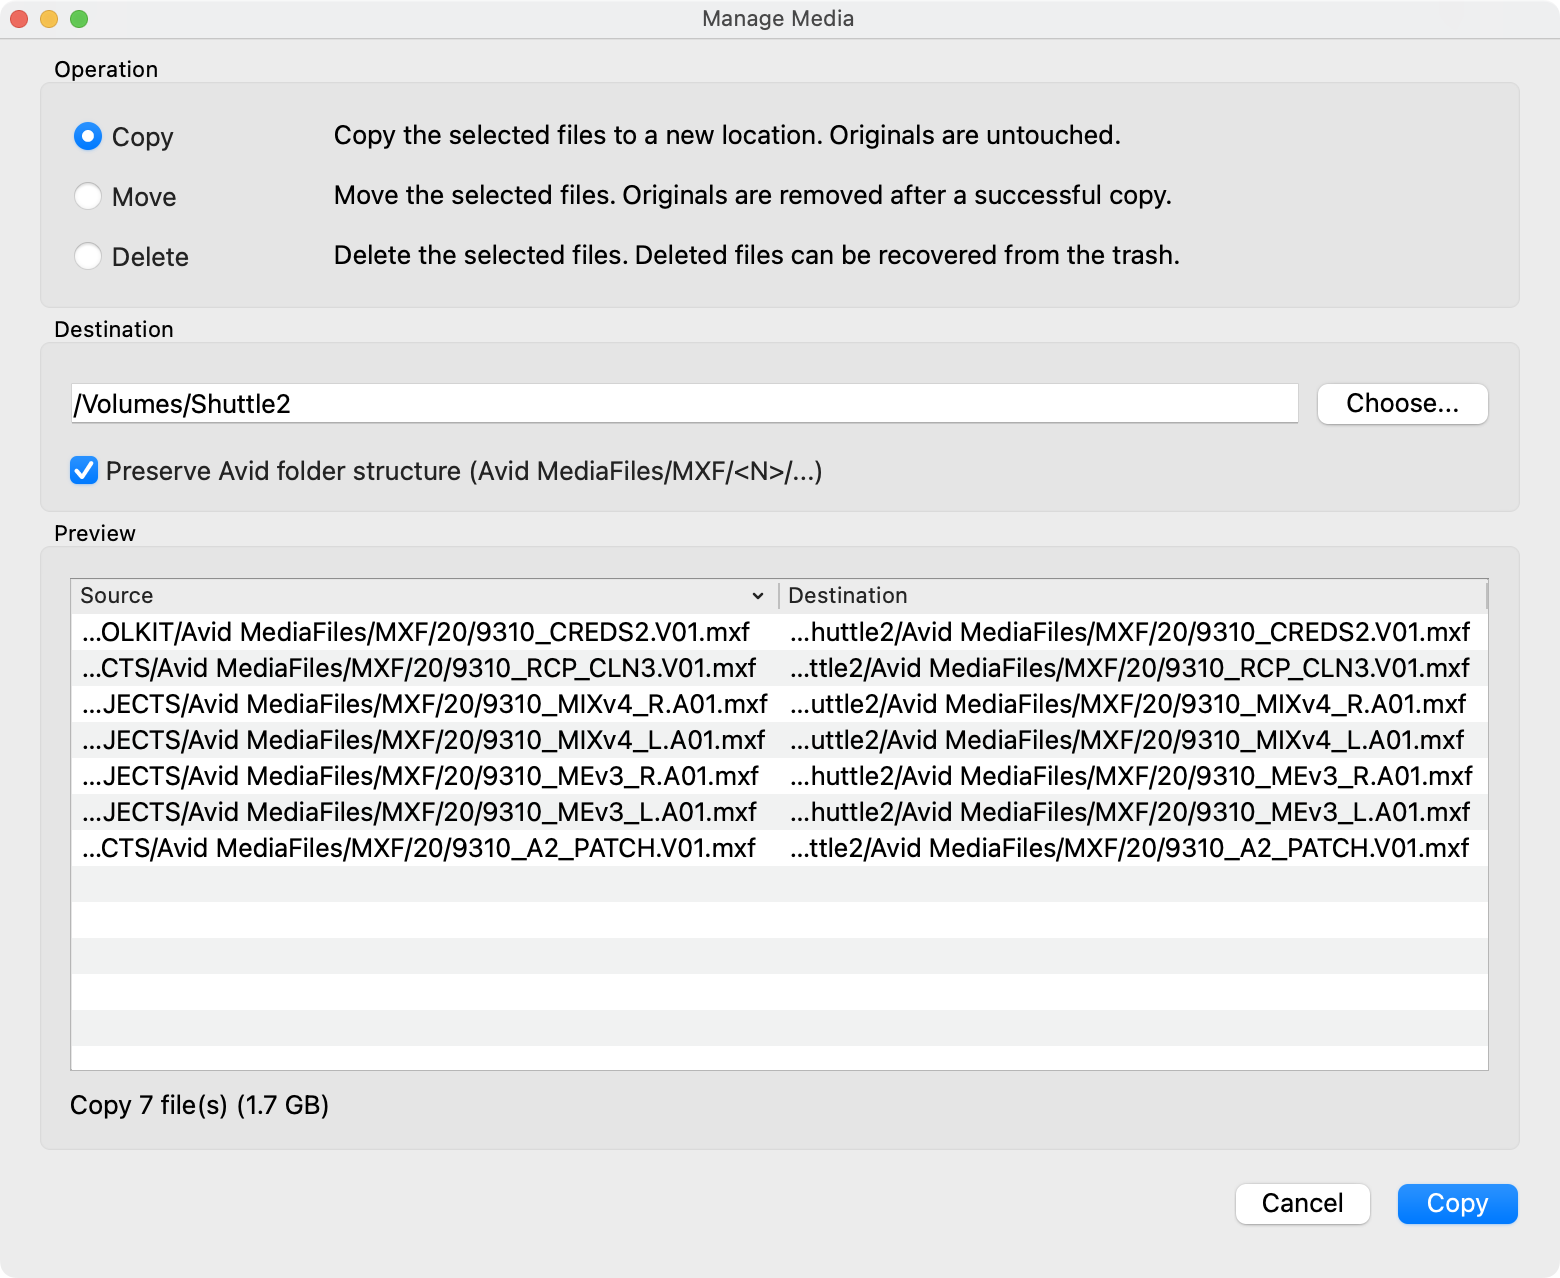 Manage Media
Operation
Copy Copy the selected files to a new location. Originals are untouched.
Move Move the selected files. Originals are removed after a successful copy.
Delete Delete the selected files. Deleted files can be recovered from the trash.
Destination
/Volumes/Shuttle2 Choose...
Preserve Avid folder structure (Avid MediaFiles/MXF/<N>/...)
Preview
Source Destination
...OLKIT/Avid MediaFiles/MXF/20/9310_CREDS2.V01.mxf ...huttle2/Avid MediaFiles/MXF/20/9310_CREDS2.V01.mxf
...CTS/Avid MediaFiles/MXF/20/9310_RCP_CLN3.V01.mxf ...ttle2/Avid MediaFiles/MXF/20/9310_RCP_CLN3.V01.mxf
...JECTS/Avid MediaFiles/MXF/20/9310_MIXv4_R.A01.mxf ...uttle2/Avid MediaFiles/MXF/20/9310_MIXv4_R.A01.mxf
...JECTS/Avid MediaFiles/MXF/20/9310_MIXv4_L.A01.mxf ...uttle2/Avid MediaFiles/MXF/20/9310_MIXv4_L.A01.mxf
...JECTS/Avid MediaFiles/MXF/20/9310_MEv3_R.A01.mxf ...huttle2/Avid MediaFiles/MXF/20/9310_MEv3_R.A01.mxf
...JECTS/Avid MediaFiles/MXF/20/9310_MEv3_L.A01.mxf ...huttle2/Avid MediaFiles/MXF/20/9310_MEv3_L.A01.mxf
...CTS/Avid MediaFiles/MXF/20/9310_A2_PATCH.V01.mxf ...ttle2/Avid MediaFiles/MXF/20/9310_A2_PATCH.V01.mxf
Copy 7 file(s) (1.7 GB)
Cancel Copy